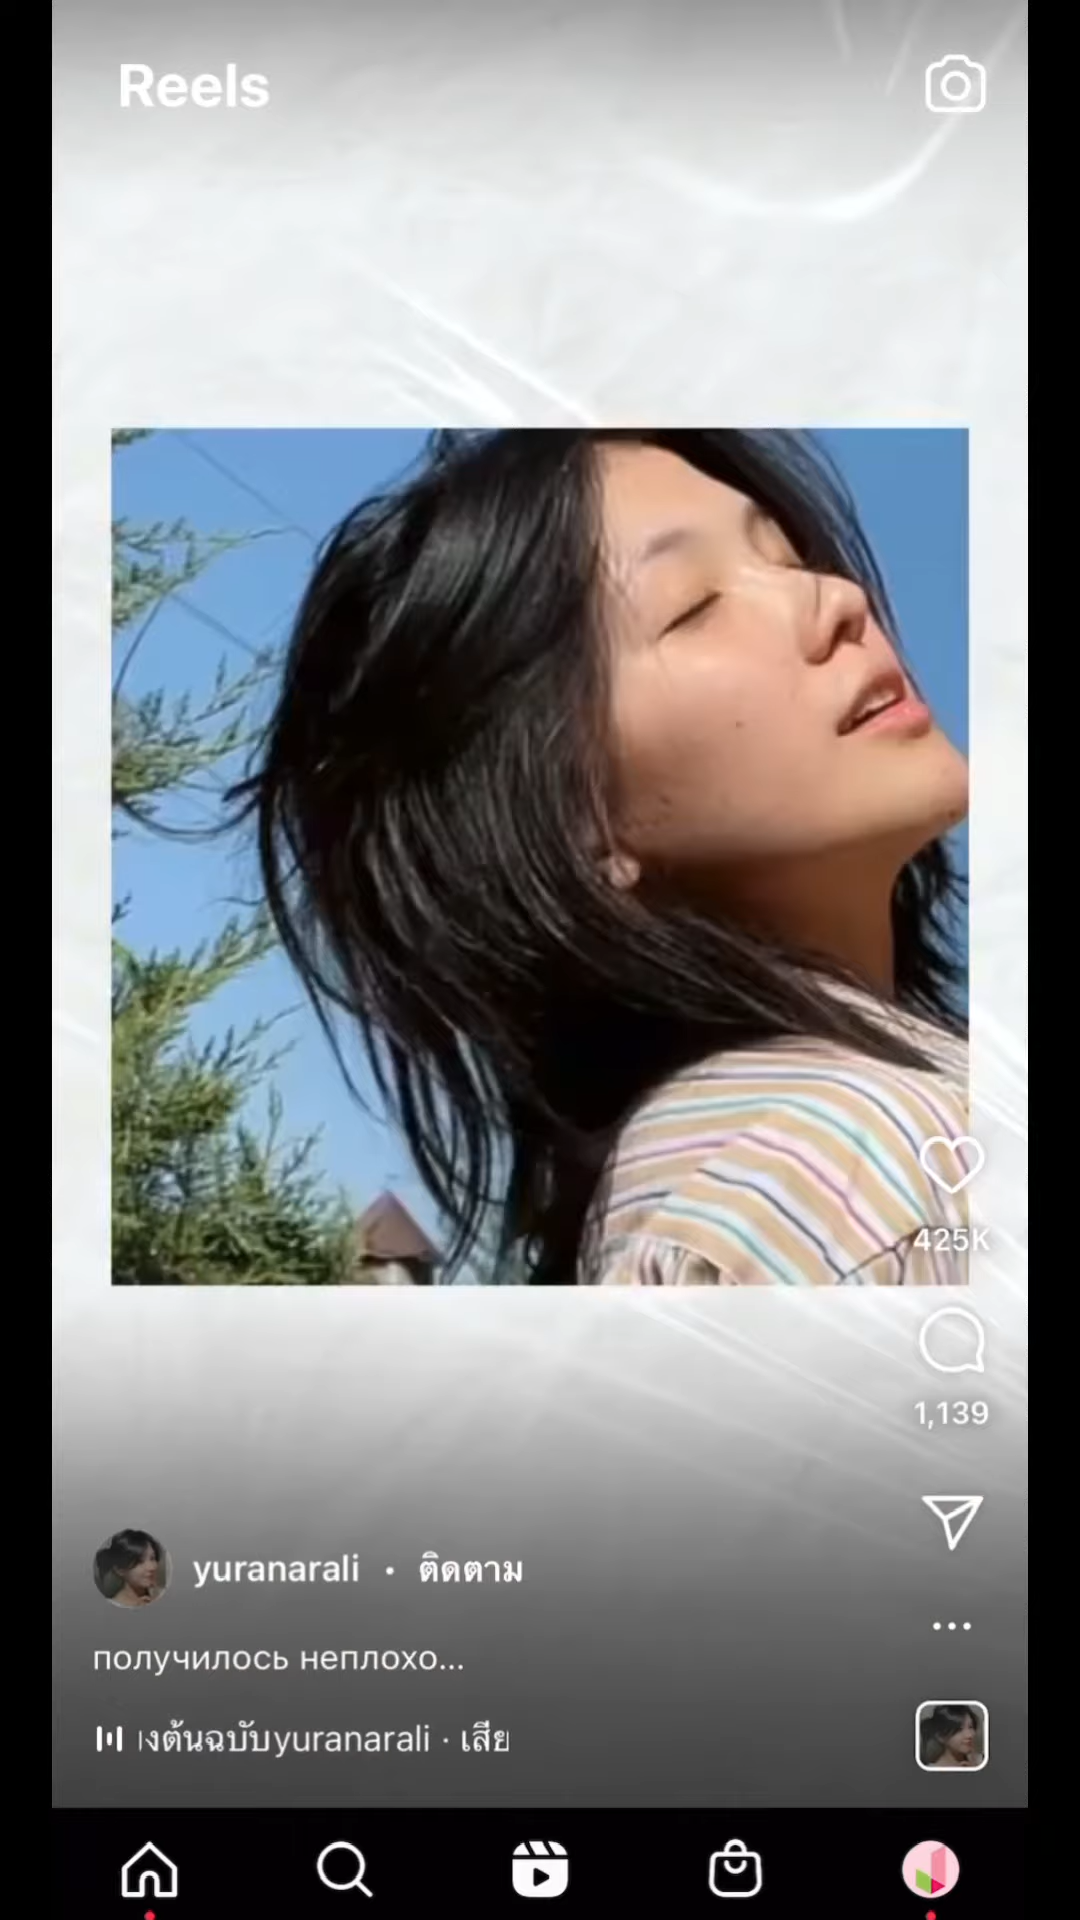 Reels
425K
1,139
yuranarali • ติดตาม
получилось неплохо...
งต้นฉบับyuranarali · เสีย